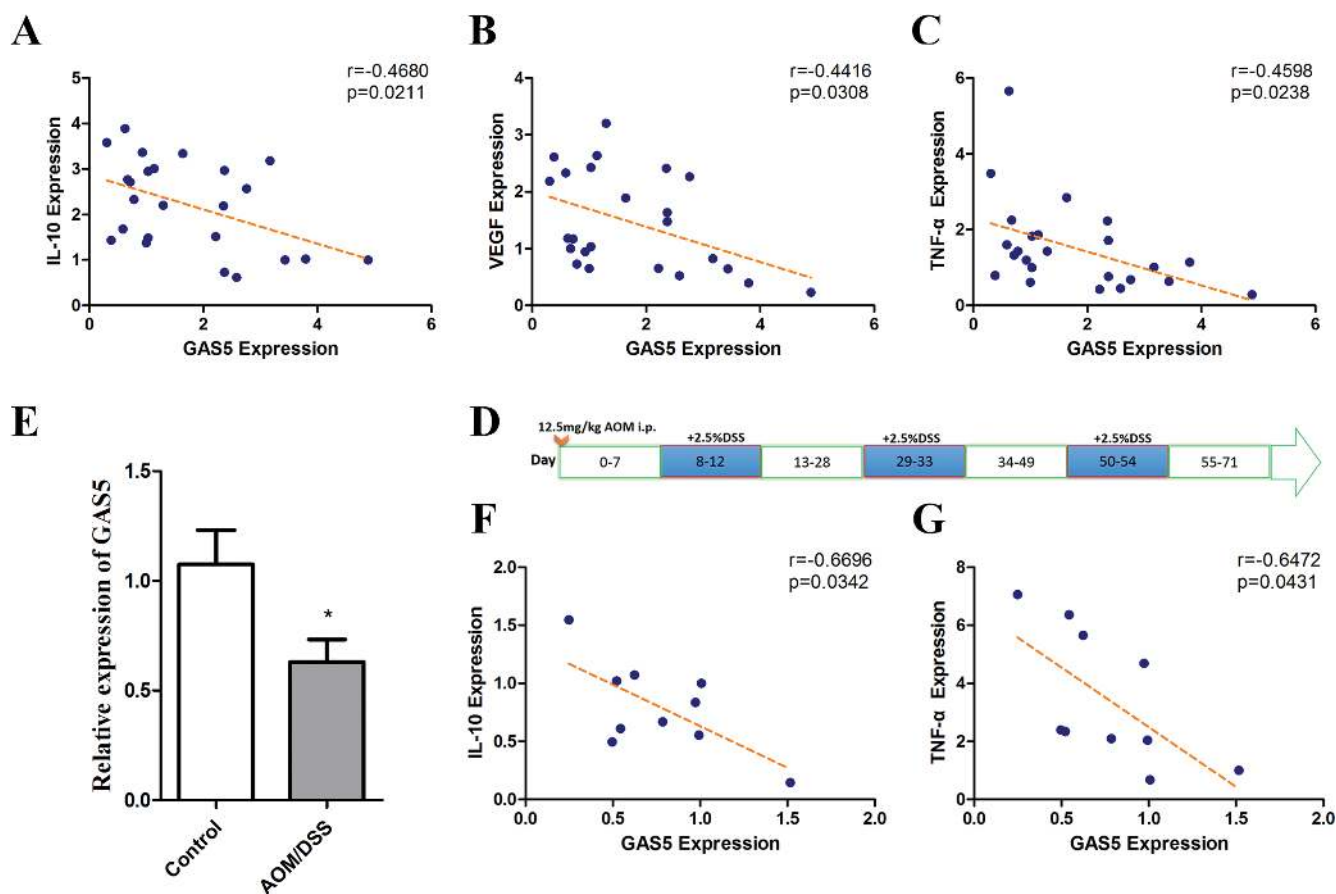 A
r=-0.4680
p=0.0211
IL-10 Expression
5
4
3
2
1
0
0 2 4 6
GAS5 Expression
B
r=-0.4416
p=0.0308
VEGF Expression
4
3
2
1
0
0 2 4 6
GAS5 Expression
C
r=-0.4598
p=0.0238
TNF-α Expression
6
4
2
0
0 2 4 6
GAS5 Expression
E
Relative expression of GAS5
1.5
1.0
0.5
0.0
*
Control
AOM/DSS
D
12.5mg/kg AOM i.p.
+2.5%DSS +2.5%DSS +2.5%DSS
Day 0-7 8-12 13-28 29-33 34-49 50-54 55-71
F
r=-0.6696
p=0.0342
IL-10 Expression
2.0
1.5
1.0
0.5
0.0
0.0 0.5 1.0 1.5 2.0
GAS5 Expression
G
r=-0.6472
p=0.0431
TNF-α Expression
8
6
4
2
0
0.0 0.5 1.0 1.5 2.0
GAS5 Expression